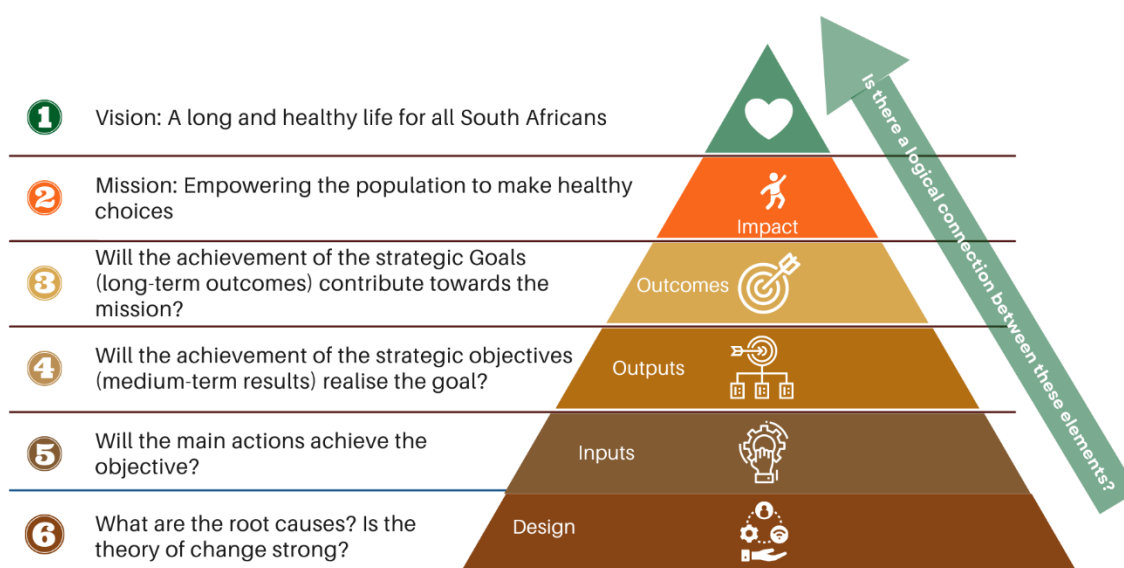 1
Vision: A long and healthy life for all South Africans
2
Mission: Empowering the population to make healthy
choices
Impact
3
Will the achievement of the strategic Goals
(long-term outcomes) contribute towards the
mission?
Outcomes
4
Will the achievement of the strategic objectives
(medium-term results) realise the goal?
Outputs
5
Will the main actions achieve the
objective?
Inputs
6
What are the root causes? Is the
theory of change strong?
Design
Is there a logical connection between these elements?